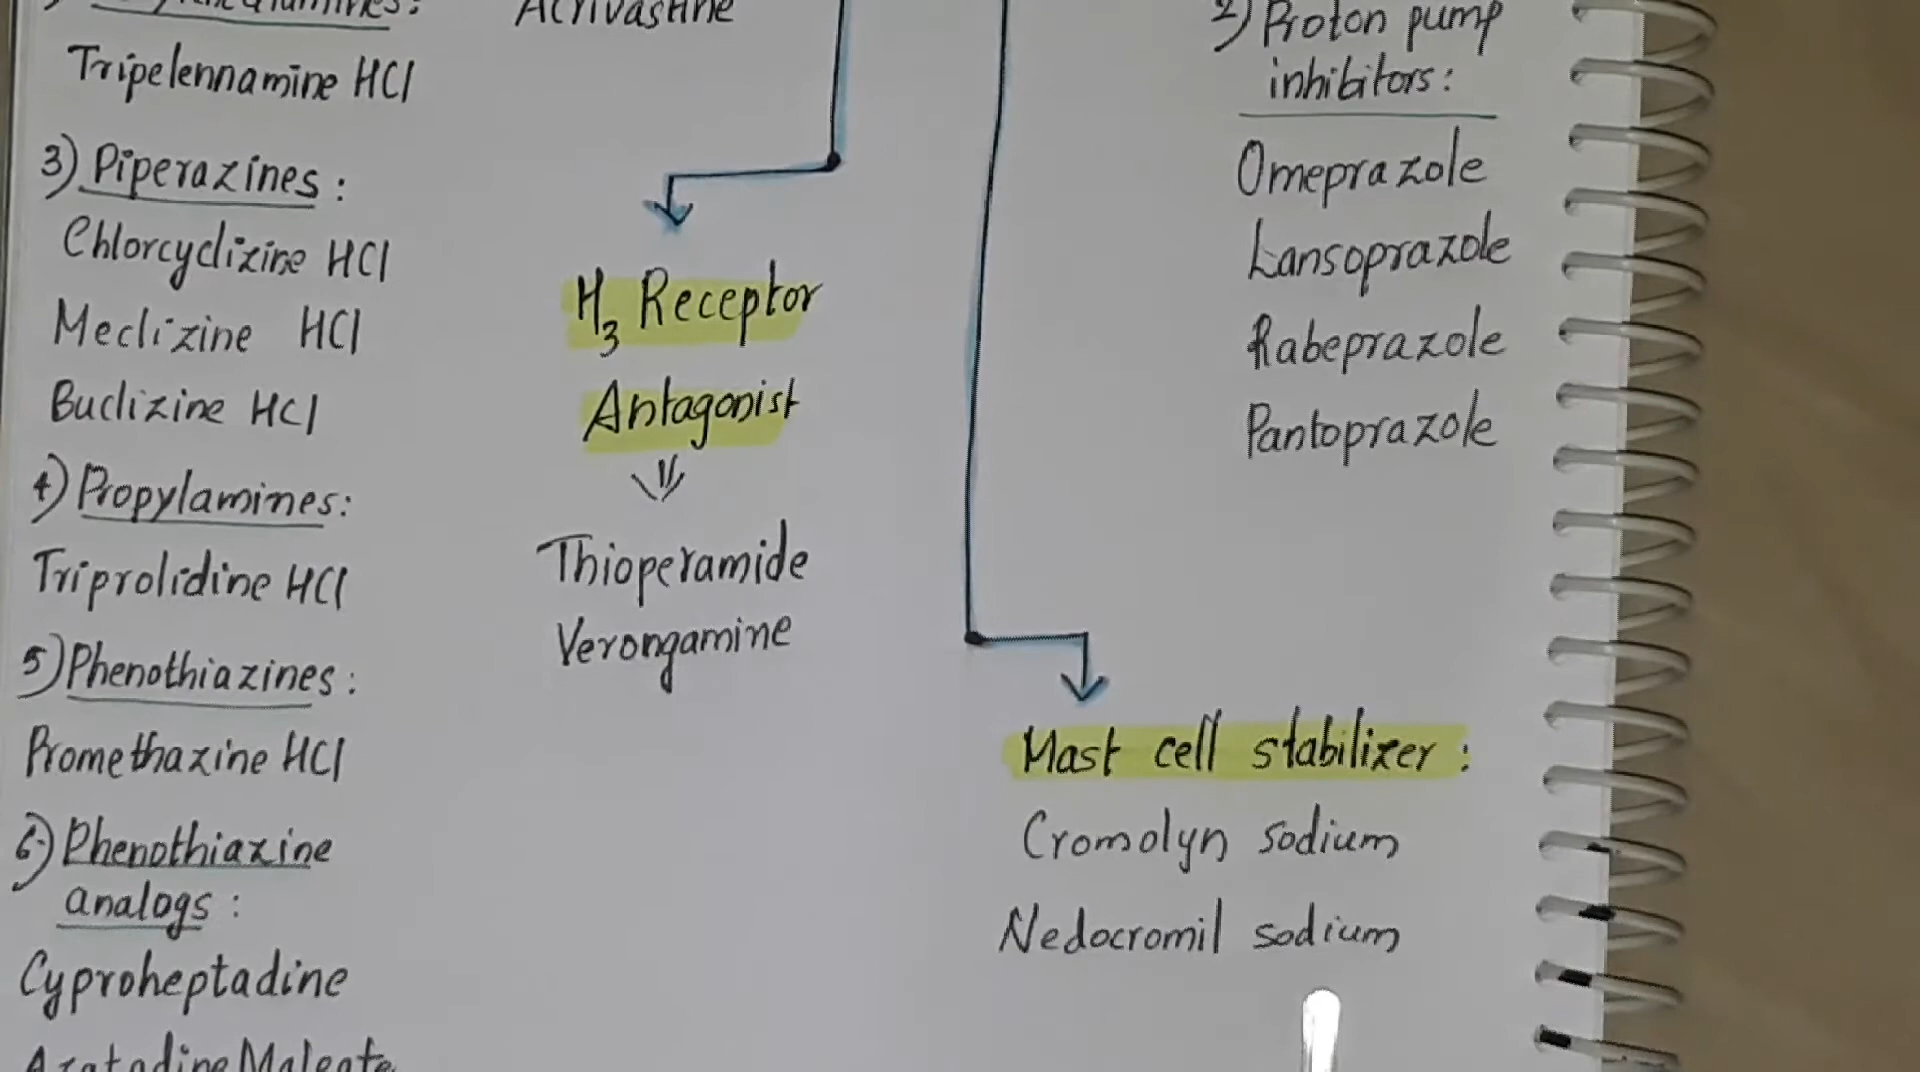 Tripelennamine HCl
3) Piperazines:
Chlorcyclizine HCl
Meclizine HCl
Buclizine HCl
4) Propylamines:
Triprolidine HCl
5) Phenothiazines:
Promethazine HCl
6) Phenothiazine
analogs:
Cyproheptadine
Azatadine Maleate
Acrivastine
H3 Receptor
Antagonist
Thioperamide
Verongamine
2) Proton pump
inhibitors:
Omeprazole
Lansoprazole
Rabeprazole
Pantoprazole
Mast cell stabilizer:
Cromolyn sodium
Nedocromil sodium